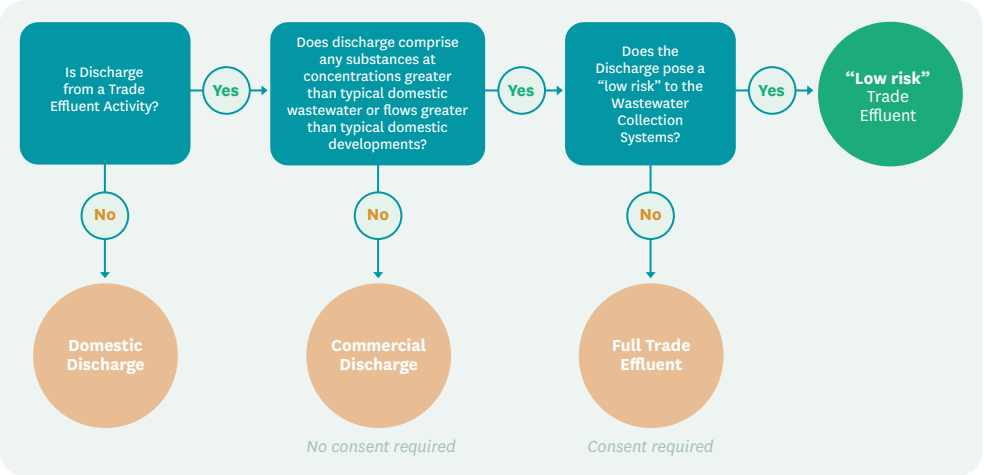 Is Discharge
from a Trade
Effluent Activity?
Yes
Does discharge comprise
any substances at
concentrations greater
than typical domestic
wastewater or flows greater
than typical domestic
developments?
Yes
Does the
Discharge pose a
“low risk” to the
Wastewater
Collection
Systems?
Yes
“Low risk”
Trade
Effluent
No
No
No
Domestic
Discharge
Commercial
Discharge
Full Trade
Effluent
No consent required
Consent required